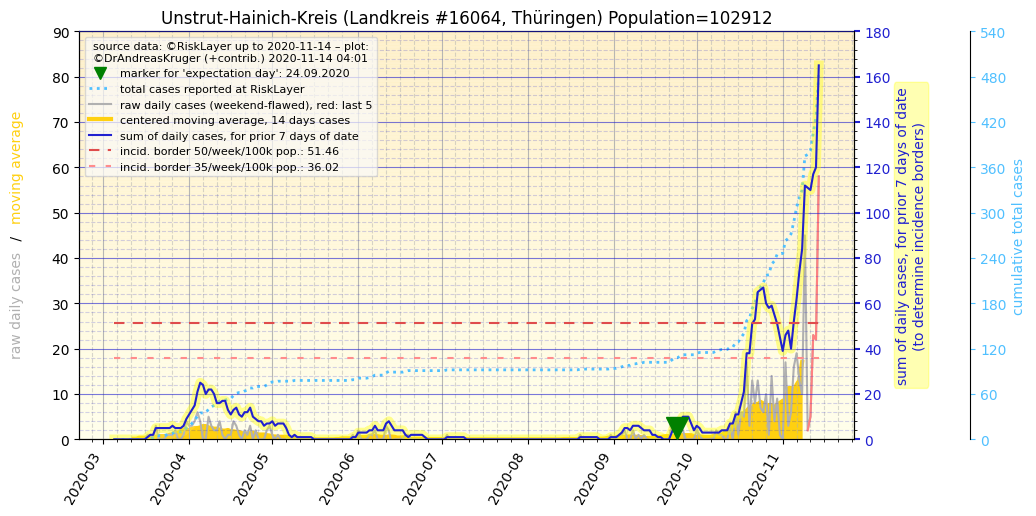 Unstrut-Hainich-Kreis (Landkreis #16064, Thüringen) Population=102912
source data: ©RiskLayer up to 2020-11-14 – plot:
©DrAndreasKruger (+contrib.) 2020-11-14 04:01
marker for 'expectation day': 24.09.2020
total cases reported at RiskLayer
raw daily cases (weekend-flawed), red: last 5
centered moving average, 14 days cases
sum of daily cases, for prior 7 days of date
incid. border 50/week/100k pop.: 51.46
incid. border 35/week/100k pop.: 36.02
raw daily cases / moving average
90
80
70
60
50
40
30
20
10
0
2020-03
2020-04
2020-05
2020-06
2020-07
2020-08
2020-09
2020-10
2020-11
180
160
140
120
100
80
60
40
20
0
sum of daily cases, for prior 7 days of date
(to determine incidence borders)
540
480
420
360
300
240
180
120
60
0
cumulative total cases